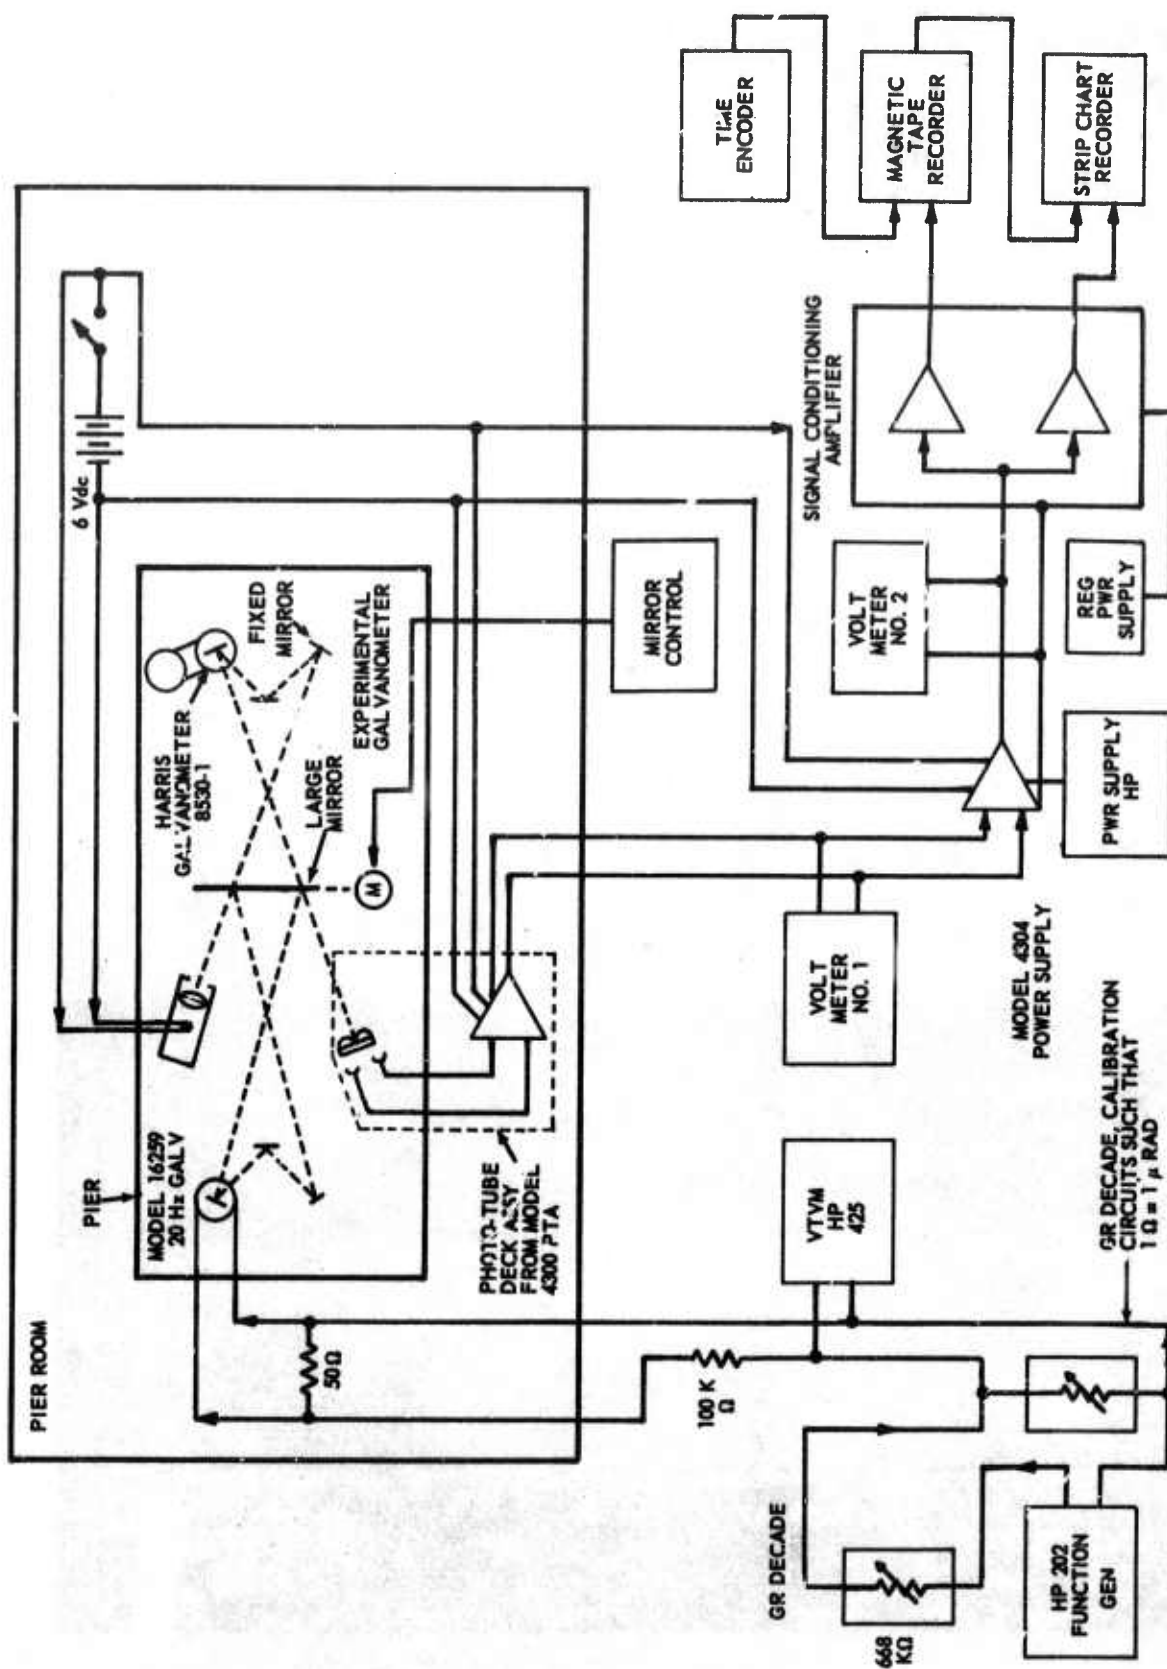 PIER ROOM
PIER
MODEL 16259
20 Hz GALV
6 Vdc
HARRIS
GALVANOMETER
8530-1
FIXED
MIRROR
LARGE
MIRROR
EXPERIMENTAL
GALVANOMETER
M
PHOTO-TUBE
DECK ASY
FROM MODEL
4300 PTA
50Ω
MIRROR
CONTROL
100 K
Ω
VTVM
HP
425
VOLT
METER
NO. 1
VOLT
METER
NO. 2
SIGNAL CONDITIONING
AMPLIFIER
TIME
ENCODER
MAGNETIC
TAPE
RECORDER
STRIP CHART
RECORDER
GR DECADE
668
KΩ
HP 202
FUNCTION
GEN
GR DECADE, CALIBRATION
CIRCUITS SUCH THAT
1 Ω = 1 μ RAD
MODEL 4304
POWER SUPPLY
PWR SUPPLY
HP
REG
PWR
SUPPLY